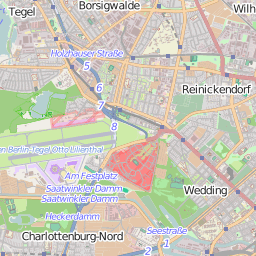 Borsigwalde
Tegel
Wilh
Holzhauser Straße
5
6
Reinickendorf
7
8
en Berlin-Tegel Otto Lilienthal
Am Festplatz
Saatwinkler Damm
Saatwinkler Damm
Wedding
Heckerdamm
Seestraße
Charlottenburg-Nord
2
1